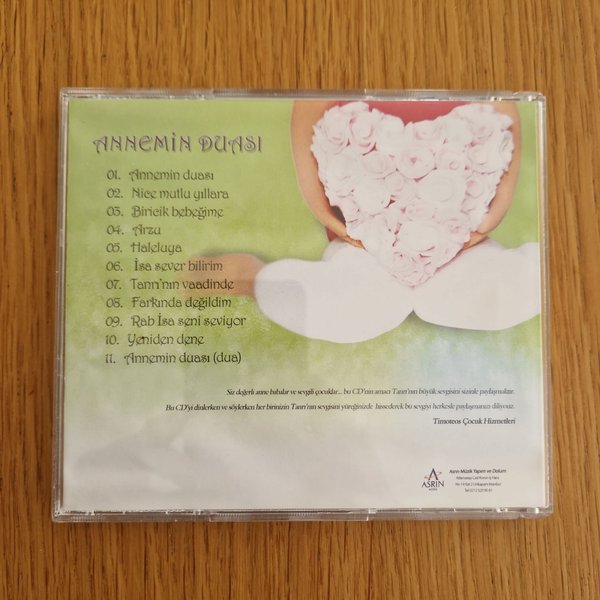 ANNEMİN DUASI
01. Annemin duası
02. Nice mutlu yıllara
03. Biricik bebeğime
04. Arzu
05. Haleluya
06. İsa sever bilirim
07. Tanrı'nın vaadinde
08. Farkında değildim
09. Rab İsa seni seviyor
10. Yeniden dene
11. Annemin duası (dua)
Siz değerli anne babalar ve sevgili çocuklar... bu CD'nin amacı Tanrı'nın büyük sevgisini sizinle paylaşmaktır.
Bu CD'yi dinlerken ve söylerken her birinizin Tanrı'nın sevgisini yüreğinizde hissederek bu sevgiyi herkesle paylaşmanızı diliyoruz.
Timoteos Çocuk Hizmetleri
ASRIN
Asrın Müzik Yapım ve Dolum